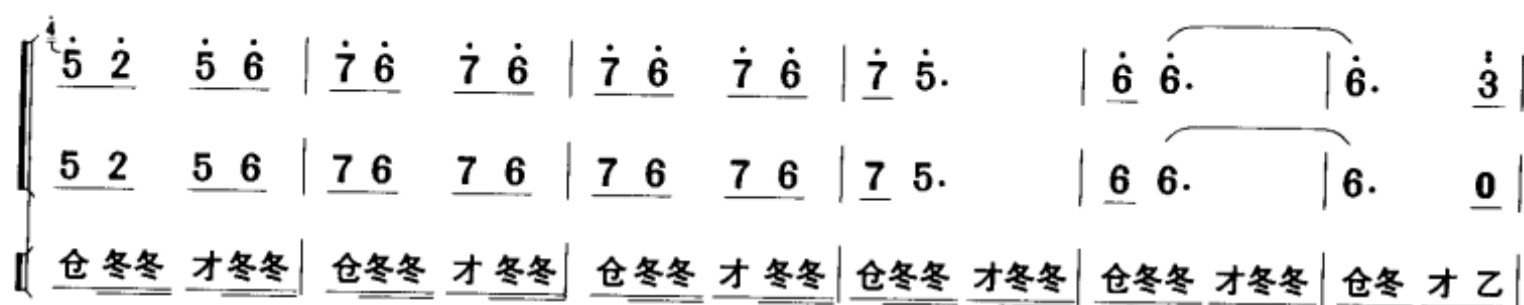 4
5 2 5 6 | 7 6 7 6 | 7 6 7 6 | 7 5. | 6 6. | 6. 3 |
5 2 5 6 | 7 6 7 6 | 7 6 7 6 | 7 5. | 6 6. | 6. 0 |
仓 冬冬 才冬冬 | 仓冬冬 才 冬冬 | 仓冬冬 才 冬冬 | 仓冬冬 才冬冬 | 仓冬冬 才冬冬 | 仓冬 才 乙 |